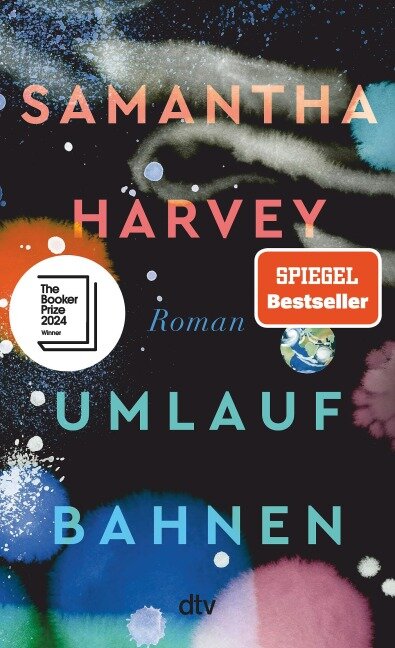 SAMANTHA
HARVEY
The
Booker
Prize
2024
Winner
SPIEGEL
Bestseller
Roman
UMLAUF
BAHNEN
dtv